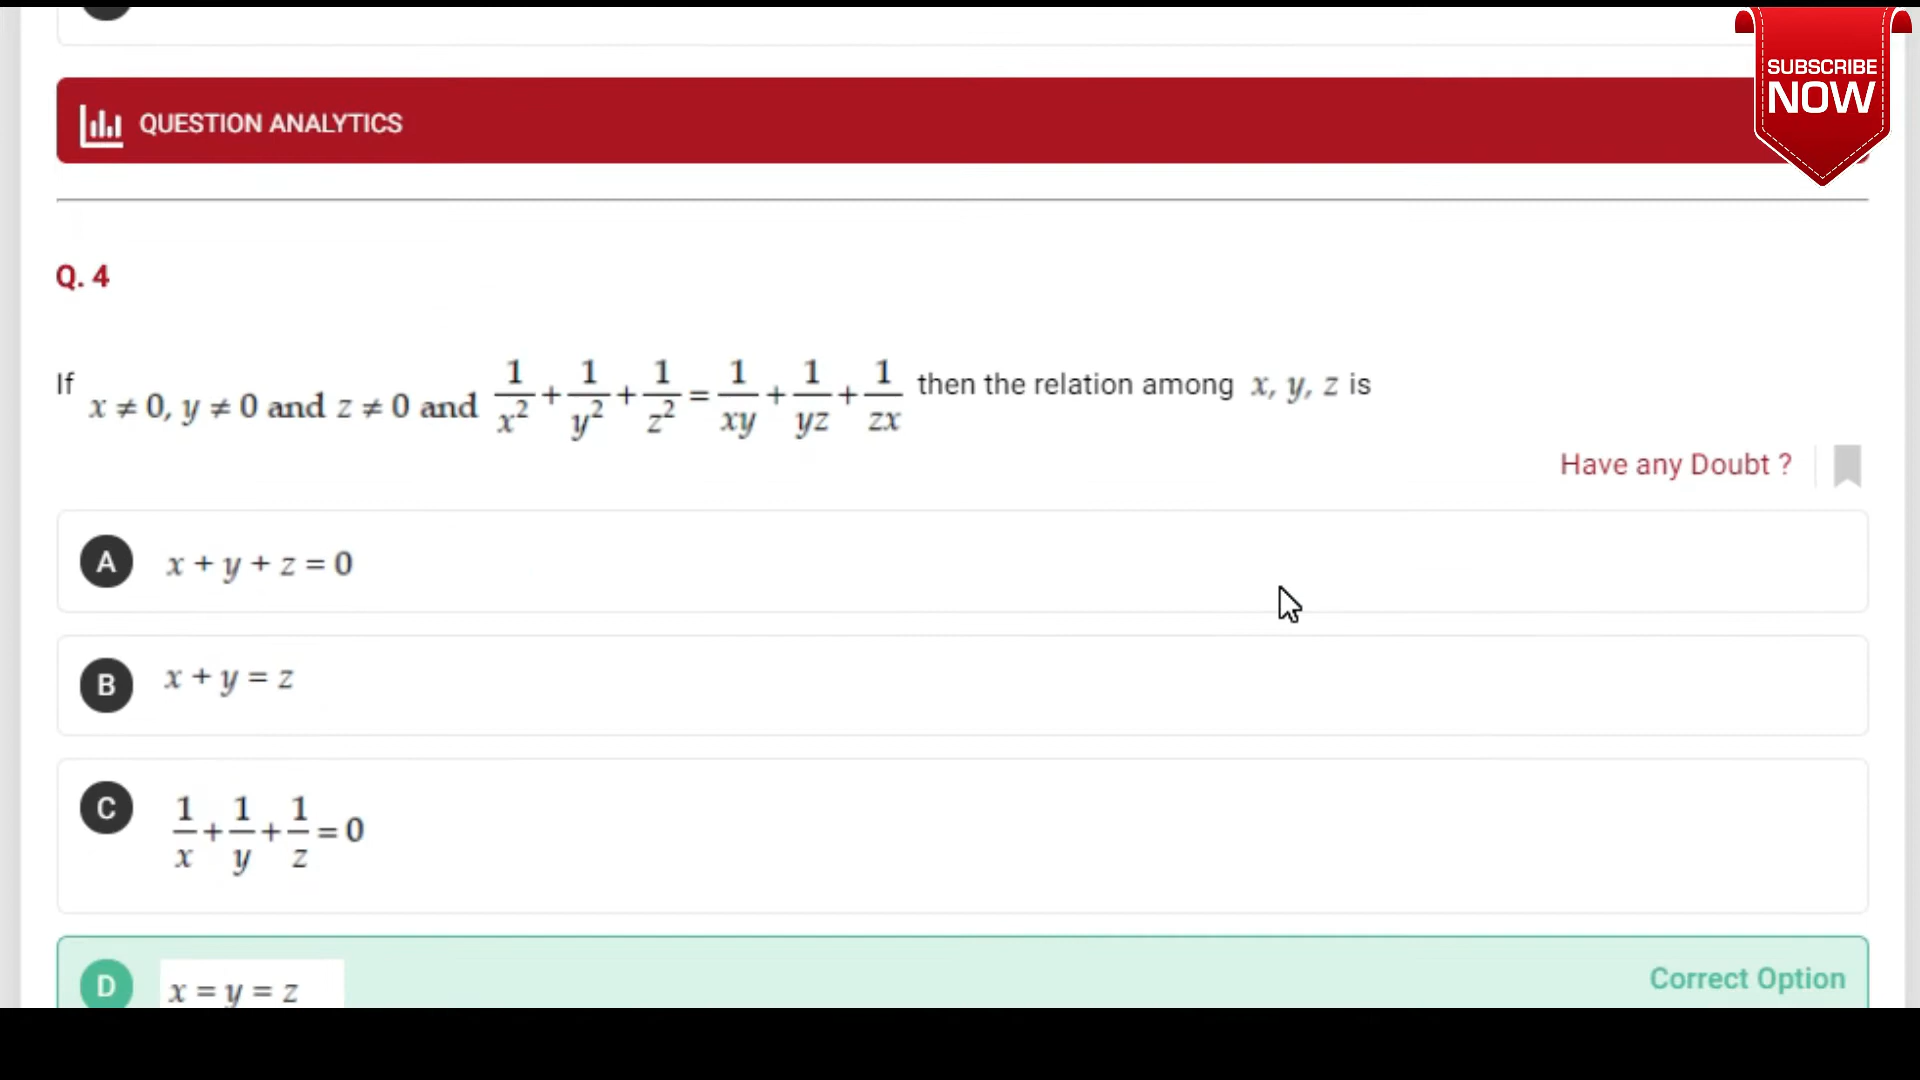 SUBSCRIBE
NOW
QUESTION ANALYTICS
Q. 4
If x ≠ 0, y ≠ 0 and z ≠ 0 and 1/x² + 1/y² + 1/z² = 1/xy + 1/yz + 1/zx then the relation among x, y, z is
Have any Doubt ?
A x + y + z = 0
B x + y = z
C 1/x + 1/y + 1/z = 0
D x = y = z
Correct Option